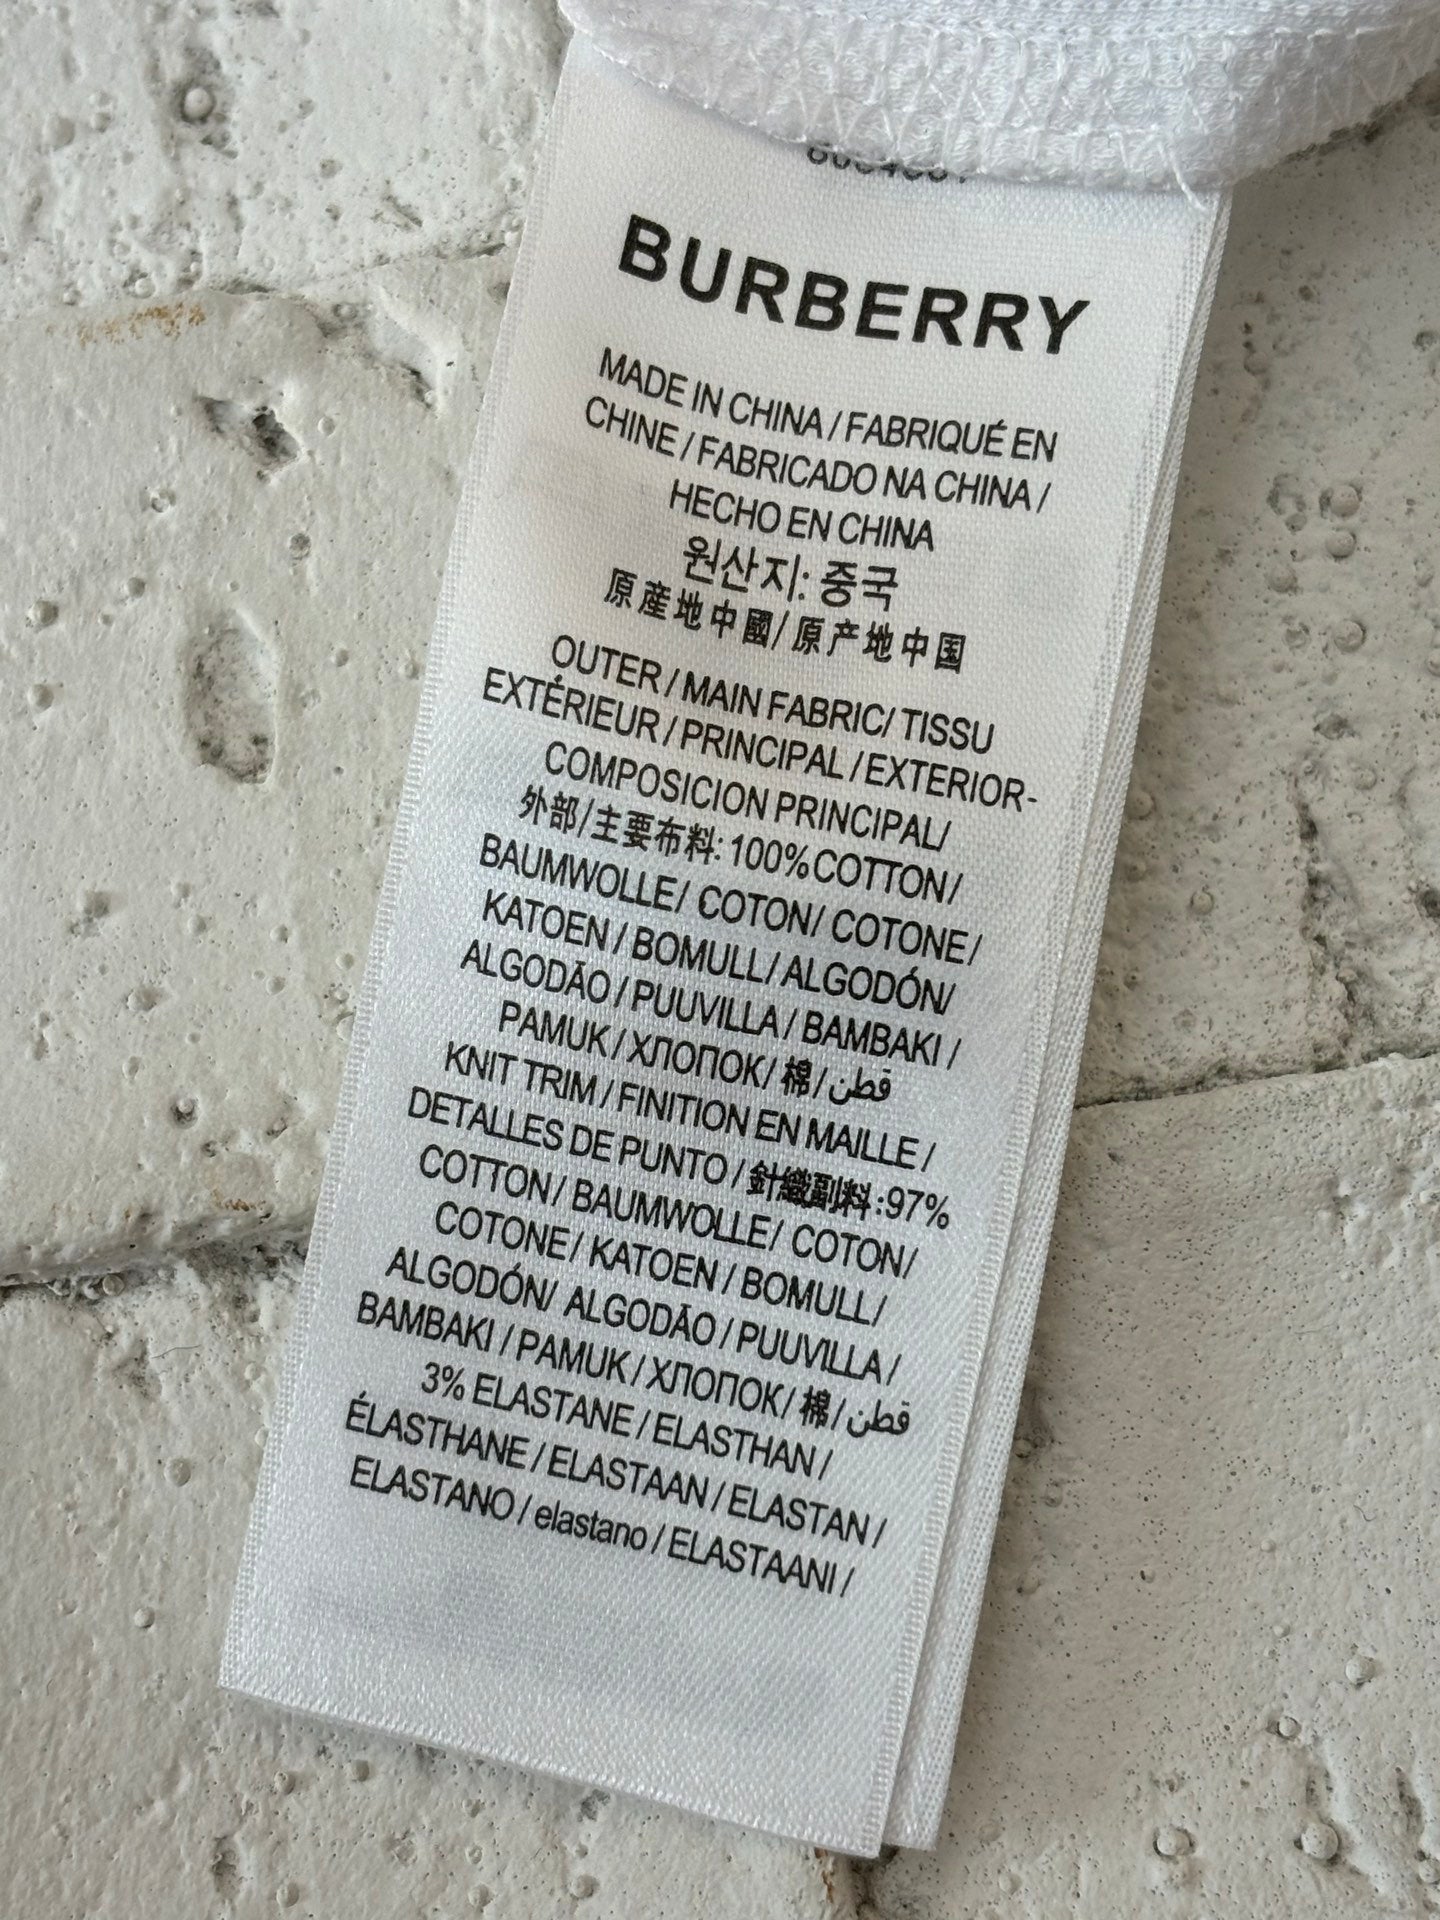 BURBERRY
MADE IN CHINA / FABRIQUÉ EN
CHINE / FABRICADO NA CHINA /
HECHO EN CHINA
원산지: 중국
原產地中國/原产地中国
OUTER / MAIN FABRIC/ TISSU
EXTÉRIEUR / PRINCIPAL / EXTERIOR-
COMPOSICION PRINCIPAL/
外部/主要布料: 100% COTTON/
BAUMWOLLE/ COTON/ COTONE/
KATOEN / BOMULL/ ALGODÓN/
ALGODÃO / PUUVILLA / BAMBAKI /
PAMUK / ХЛОПОК/ 棉/ قطن
KNIT TRIM / FINITION EN MAILLE /
DETALLES DE PUNTO / 針織副料:97%
COTTON/ BAUMWOLLE/ COTON/
COTONE/ KATOEN / BOMULL/
ALGODÓN/ ALGODÃO / PUUVILLA /
BAMBAKI / PAMUK / ХЛОПОК/ 棉/ قطن
3% ELASTANE / ELASTHAN /
ÉLASTHANE / ELASTAAN / ELASTAN /
ELASTANO / elastano / ELASTAANI /